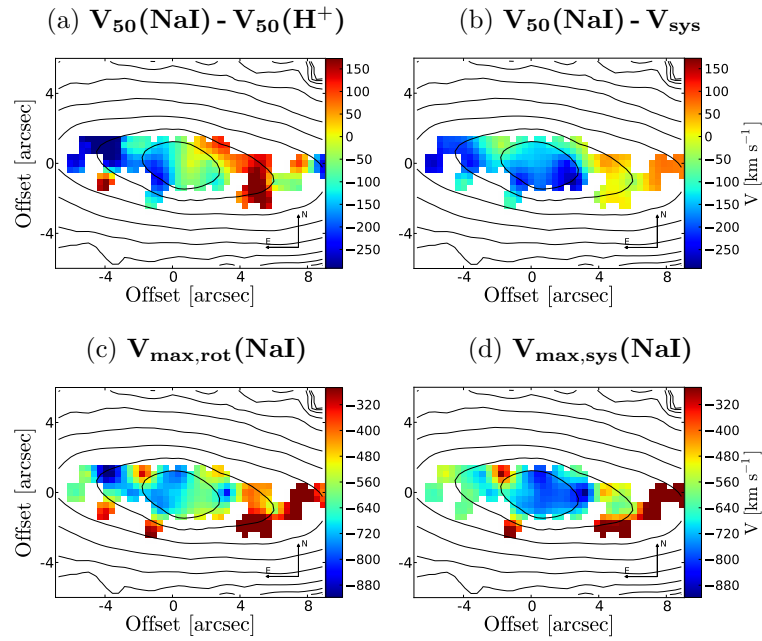 (a) V50(NaI) - V50(H+)
(b) V50(NaI) - Vsys
Offset [arcsec]
4
0
-4
-4 0 4 8
Offset [arcsec]
N
E
150
100
50
0
−50
−100
−150
−200
−250
4
0
-4
-4 0 4 8
Offset [arcsec]
N
E
150
100
50
0
−50
−100
−150
−200
−250
V [km s−1]
(c) Vmax,rot(NaI)
(d) Vmax,sys(NaI)
Offset [arcsec]
4
0
-4
-4 0 4 8
Offset [arcsec]
N
E
−320
−400
−480
−560
−640
−720
−800
−880
4
0
-4
-4 0 4 8
Offset [arcsec]
N
E
−320
−400
−480
−560
−640
−720
−800
−880
V [km s−1]